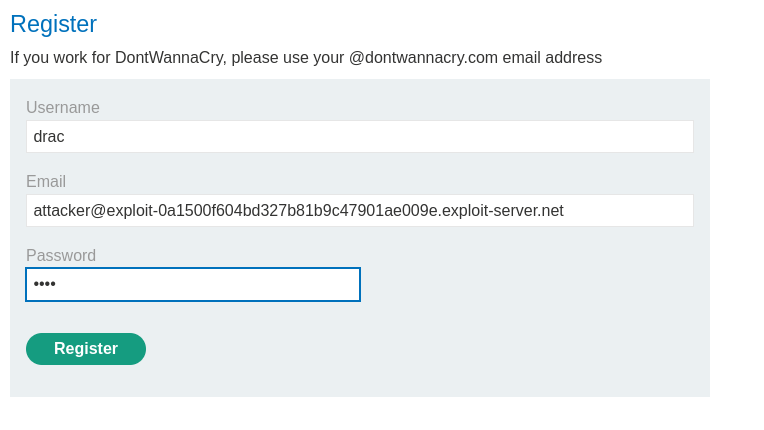 Register
If you work for DontWannaCry, please use your @dontwannacry.com email address
Username
drac
Email
attacker@exploit-0a1500f604bd327b81b9c47901ae009e.exploit-server.net
Password
••••
Register